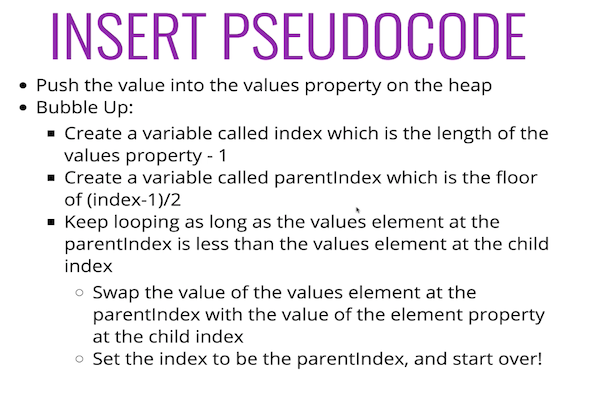 INSERT PSEUDOCODE
Push the value into the values property on the heap
Bubble Up:
Create a variable called index which is the length of the
values property - 1
Create a variable called parentIndex which is the floor
of (index-1)/2
Keep looping as long as the values element at the
parentIndex is less than the values element at the child
index
Swap the value of the values element at the
parentIndex with the value of the element property
at the child index
Set the index to be the parentIndex, and start over!